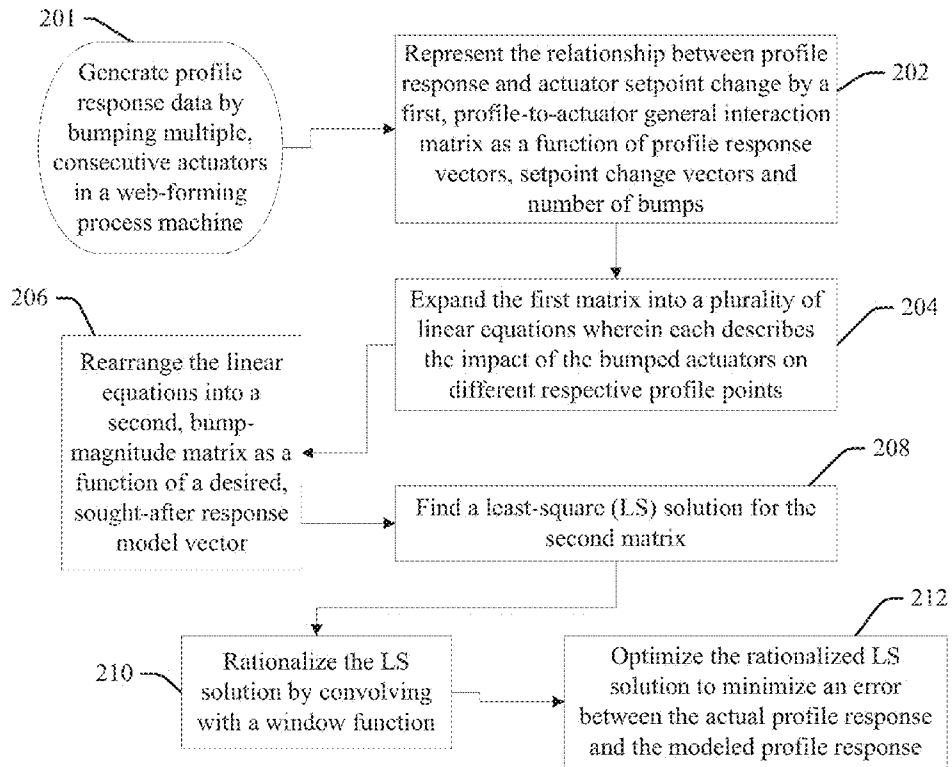 201
Generate profile
response data by
bumping multiple,
consecutive actuators
in a web-forming
process machine
Represent the relationship between profile
response and actuator setpoint change by a
first, profile-to-actuator general interaction
matrix as a function of profile response
vectors, setpoint change vectors and
number of bumps
202
Expand the first matrix into a plurality of
linear equations wherein each describes
the impact of the bumped actuators on
different respective profile points
204
206
Rearrange the linear
equations into a
second, bump-
magnitude matrix as a
function of a desired,
sought-after response
model vector
208
Find a least-square (LS) solution for the
second matrix
210
Rationalize the LS
solution by convolving
with a window function
212
Optimize the rationalized LS
solution to minimize an error
between the actual profile response
and the modeled profile response